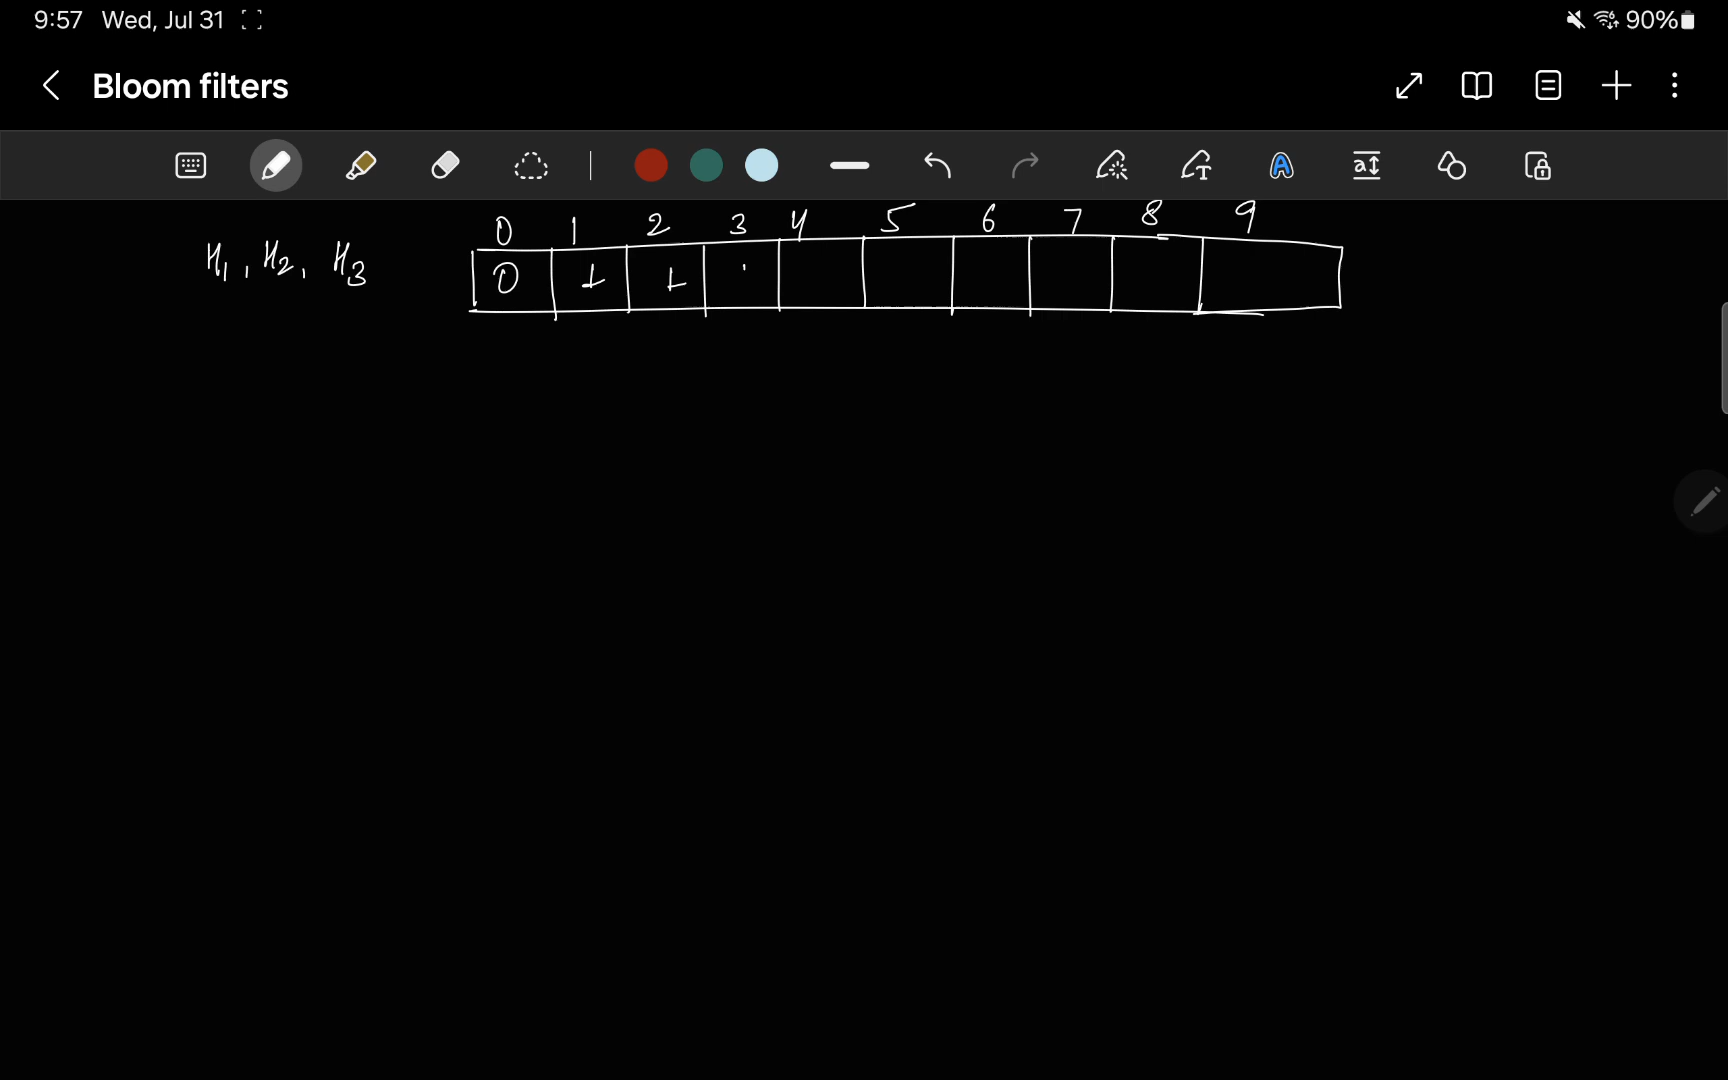 9:57 Wed, Jul 31 90%
Bloom filters
0 1 2 3 4 5 6 7 8 9
H₁, H₂, H₃ 0 1 1